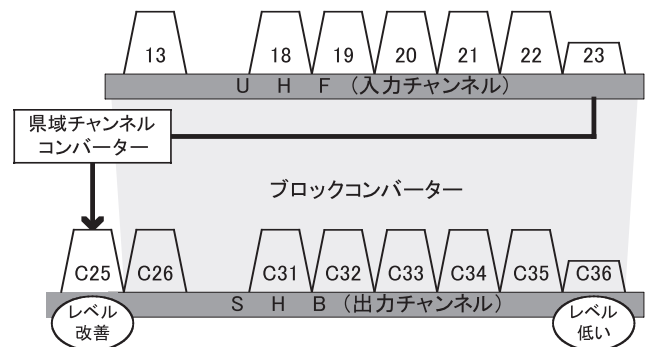 13 18 19 20 21 22 23
U H F (入力チャンネル)
県域チャンネル
コンバーター
ブロックコンバーター
C25 C26 C31 C32 C33 C34 C35 C36
S H B (出力チャンネル)
レベル
改善
レベル
低い